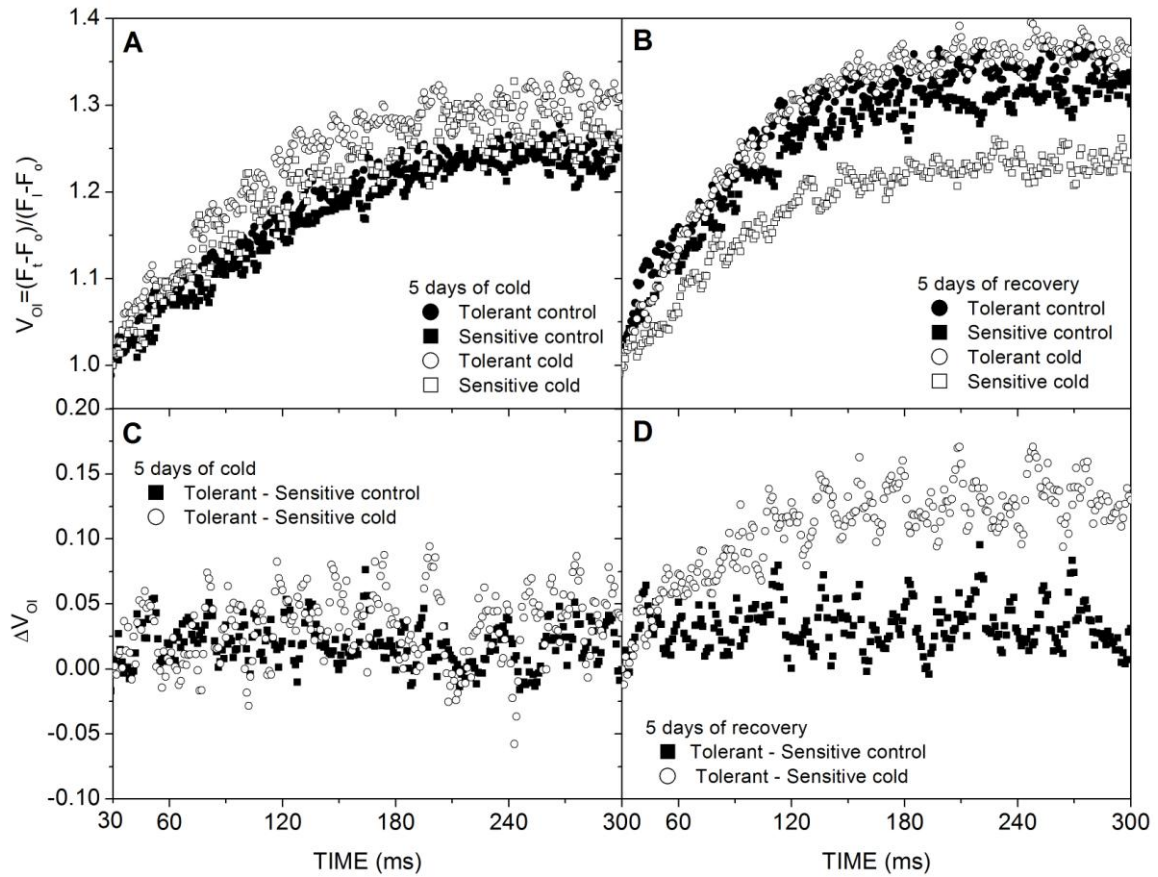 A
B
V_OI=(F_t-F_o)/(F_I-F_o)
1.4
1.3
1.2
1.1
1.0
5 days of cold
Tolerant control
Sensitive control
Tolerant cold
Sensitive cold
5 days of recovery
Tolerant control
Sensitive control
Tolerant cold
Sensitive cold
C
D
ΔV_OI
0.20
0.15
0.10
0.05
0.00
-0.05
-0.10
5 days of cold
Tolerant - Sensitive control
Tolerant - Sensitive cold
5 days of recovery
Tolerant - Sensitive control
Tolerant - Sensitive cold
30 60 120 180 240 300 60 120 180 240 300
TIME (ms) TIME (ms)